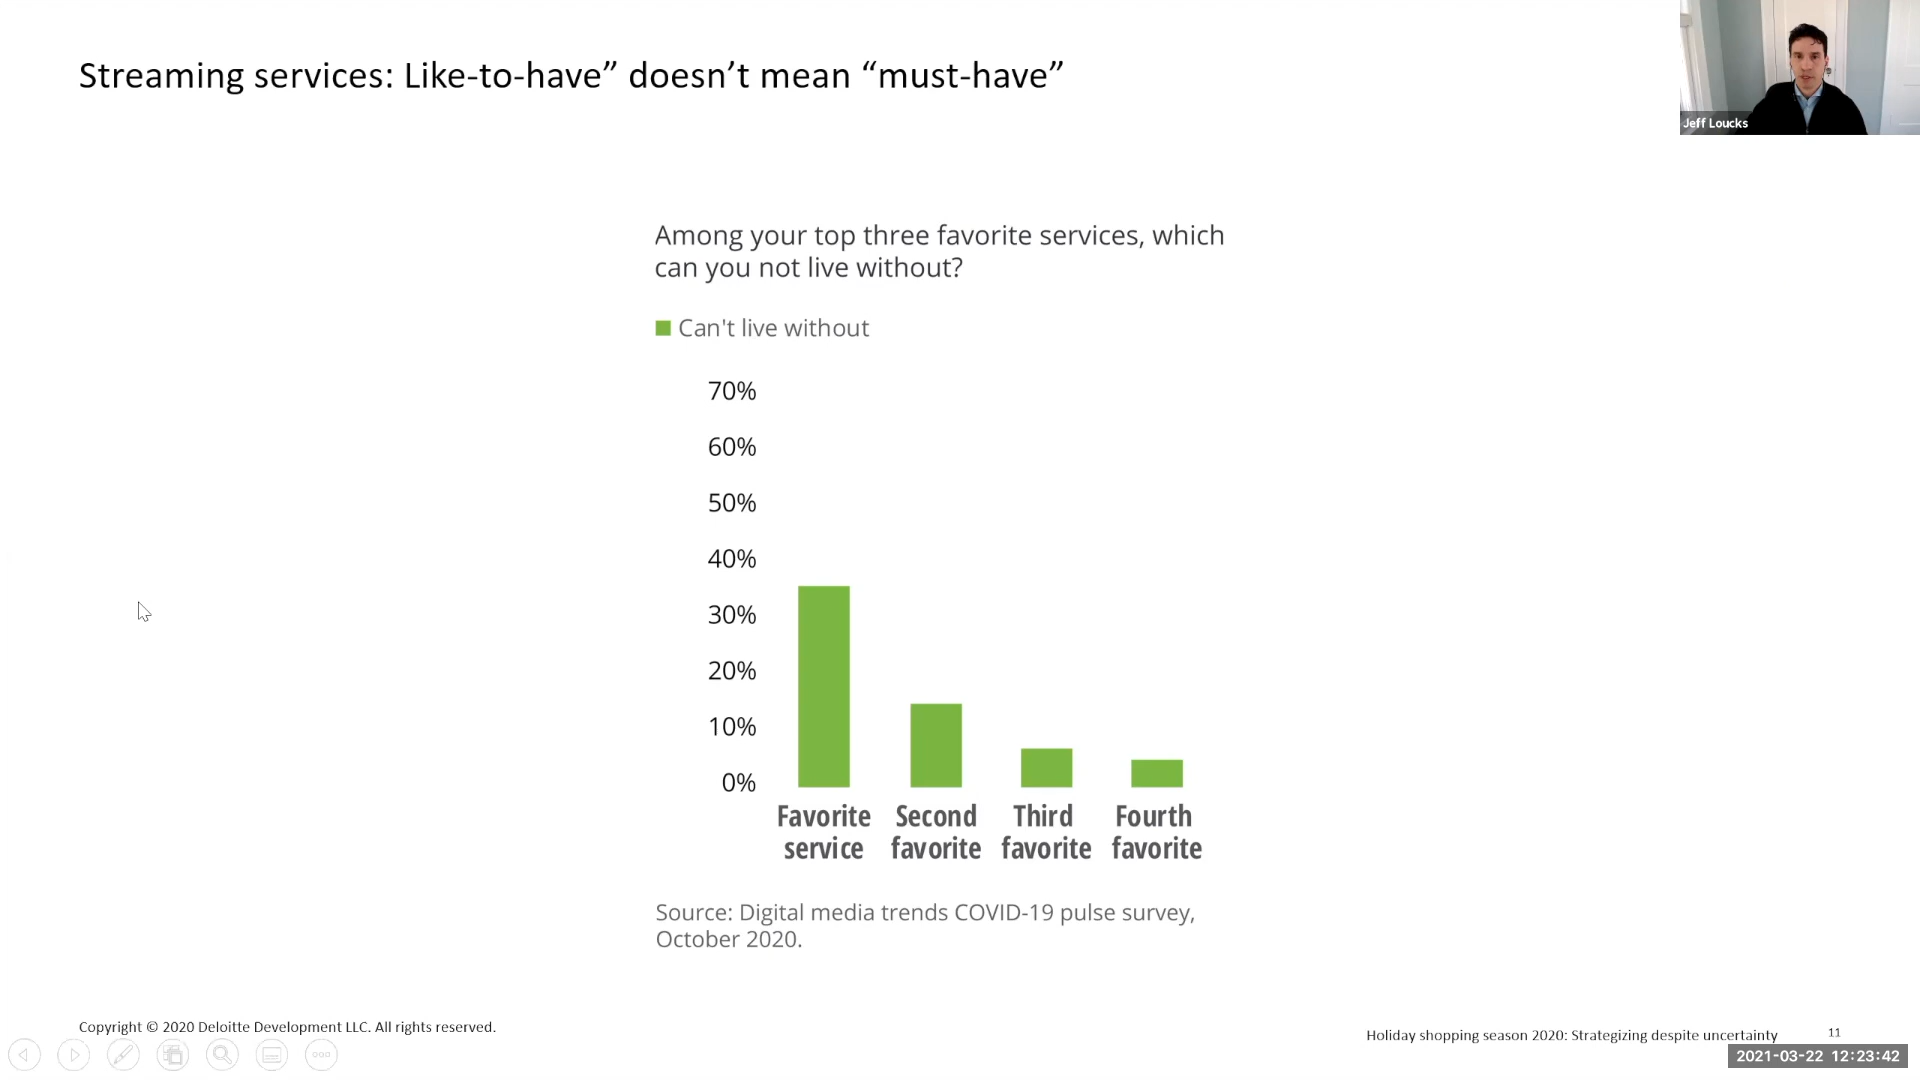 Streaming services: Like-to-have” doesn’t mean “must-have”
Jeff Loucks
Among your top three favorite services, which
can you not live without?
Can't live without
70%
60%
50%
40%
30%
20%
10%
0%
Favorite service
Second favorite
Third favorite
Fourth favorite
Source: Digital media trends COVID-19 pulse survey,
October 2020.
Copyright © 2020 Deloitte Development LLC. All rights reserved.
Holiday shopping season 2020: Strategizing despite uncertainty
11
2021-03-22 12:23:42